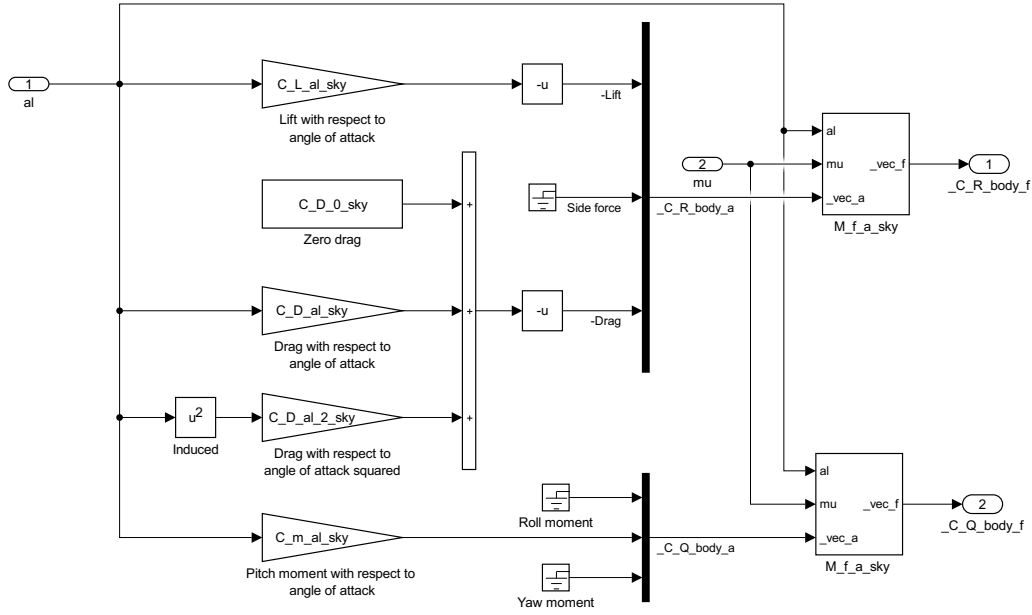 1
al
C_L_al_sky
Lift with respect to
angle of attack
-u
-Lift
C_D_0_sky
Zero drag
+
Side force
_C_R_body_a
2
mu
al
mu
_vec_a
_vec_f
M_f_a_sky
1
_C_R_body_f
C_D_al_sky
Drag with respect to
angle of attack
+
-u
-Drag
u2
Induced
C_D_al_2_sky
Drag with respect to
angle of attack squared
+
Roll moment
C_m_al_sky
Pitch moment with respect to
angle of attack
_C_Q_body_a
Yaw moment
al
mu
_vec_a
_vec_f
M_f_a_sky
2
_C_Q_body_f